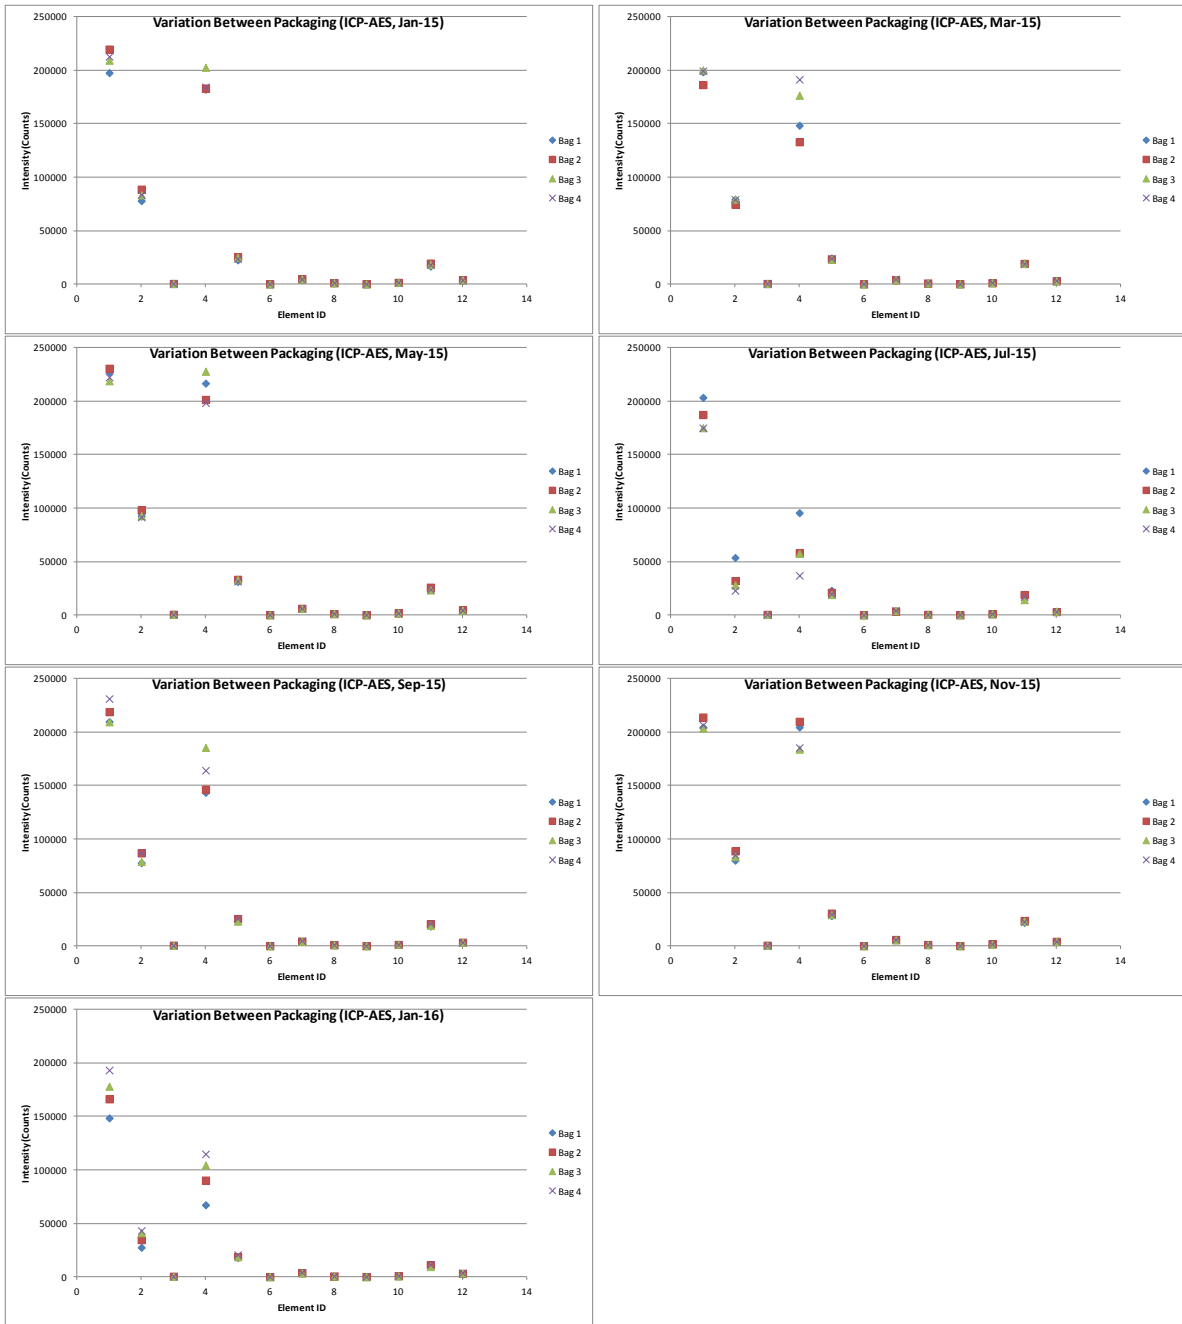 Variation Between Packaging (ICP-AES, Jan-15)
250000
200000
150000
100000
50000
0
Intensity (Counts)
0 2 4 6 8 10 12 14
Element ID
Bag 1
Bag 2
Bag 3
Bag 4
Variation Between Packaging (ICP-AES, Mar-15)
250000
200000
150000
100000
50000
0
Intensity (Counts)
0 2 4 6 8 10 12 14
Element ID
Bag 1
Bag 2
Bag 3
Bag 4
Variation Between Packaging (ICP-AES, May-15)
250000
200000
150000
100000
50000
0
Intensity (Counts)
0 2 4 6 8 10 12 14
Element ID
Bag 1
Bag 2
Bag 3
Bag 4
Variation Between Packaging (ICP-AES, Jul-15)
250000
200000
150000
100000
50000
0
Intensity (Counts)
0 2 4 6 8 10 12 14
Element ID
Bag 1
Bag 2
Bag 3
Bag 4
Variation Between Packaging (ICP-AES, Sep-15)
250000
200000
150000
100000
50000
0
Intensity (Counts)
0 2 4 6 8 10 12 14
Element ID
Bag 1
Bag 2
Bag 3
Bag 4
Variation Between Packaging (ICP-AES, Nov-15)
250000
200000
150000
100000
50000
0
Intensity (Counts)
0 2 4 6 8 10 12 14
Element ID
Bag 1
Bag 2
Bag 3
Bag 4
Variation Between Packaging (ICP-AES, Jan-16)
250000
200000
150000
100000
50000
0
Intensity (Counts)
0 2 4 6 8 10 12 14
Element ID
Bag 1
Bag 2
Bag 3
Bag 4